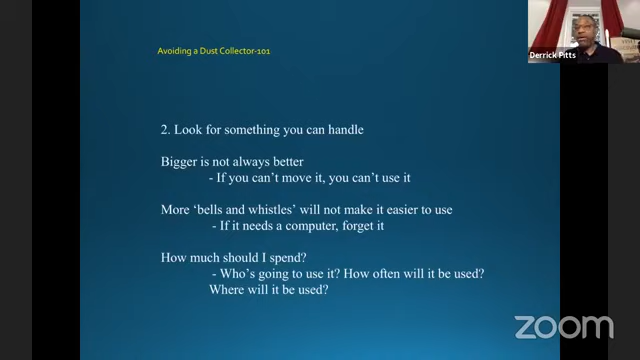 Avoiding a Dust Collector-101
Derrick Pitts
2. Look for something you can handle
Bigger is not always better
- If you can’t move it, you can’t use it
More ‘bells and whistles’ will not make it easier to use
- If it needs a computer, forget it
How much should I spend?
- Who’s going to use it? How often will it be used?
Where will it be used?
zoom